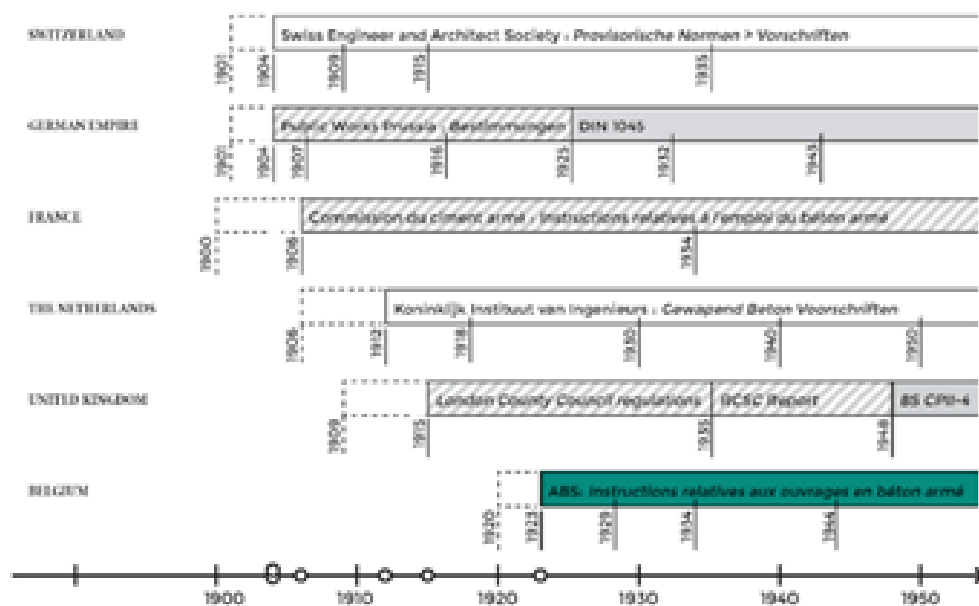 SWITZERLAND
Swiss Engineer and Architect Society : Provisorische Normen > Vorschriften
1901
1904
1909
1915
1935
GERMAN EMPIRE
Public Works Prussia : Bestimmungen
DIN 1045
1901
1904
1907
1916
1925
1932
1943
FRANCE
Commission du ciment armé : Instructions relatives à l'emploi du béton armé
1900
1906
1934
THE NETHERLANDS
Koninklijk Instituut van Ingenieurs : Gewapend Beton Voorschriften
1906
1912
1918
1930
1940
1950
UNITED KINGDOM
London County Council regulations
RCSC Report
BS CP11-4
1909
1915
1935
1948
BELGIUM
ABS: Instructions relatives aux ouvrages en béton armé
1920
1923
1929
1934
1900
1910
1920
1930
1940
1950